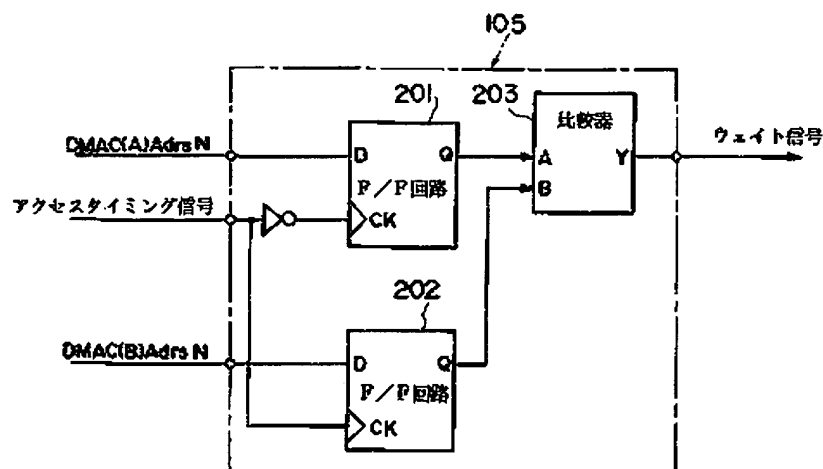 105
201
203
比較器
DMAC(A)Adrs N
D
Q
A
Y
ウェイト信号
F/F回路
B
アクセスタイミング信号
CK
202
DMAC(B)Adrs N
D
Q
F/F回路
CK